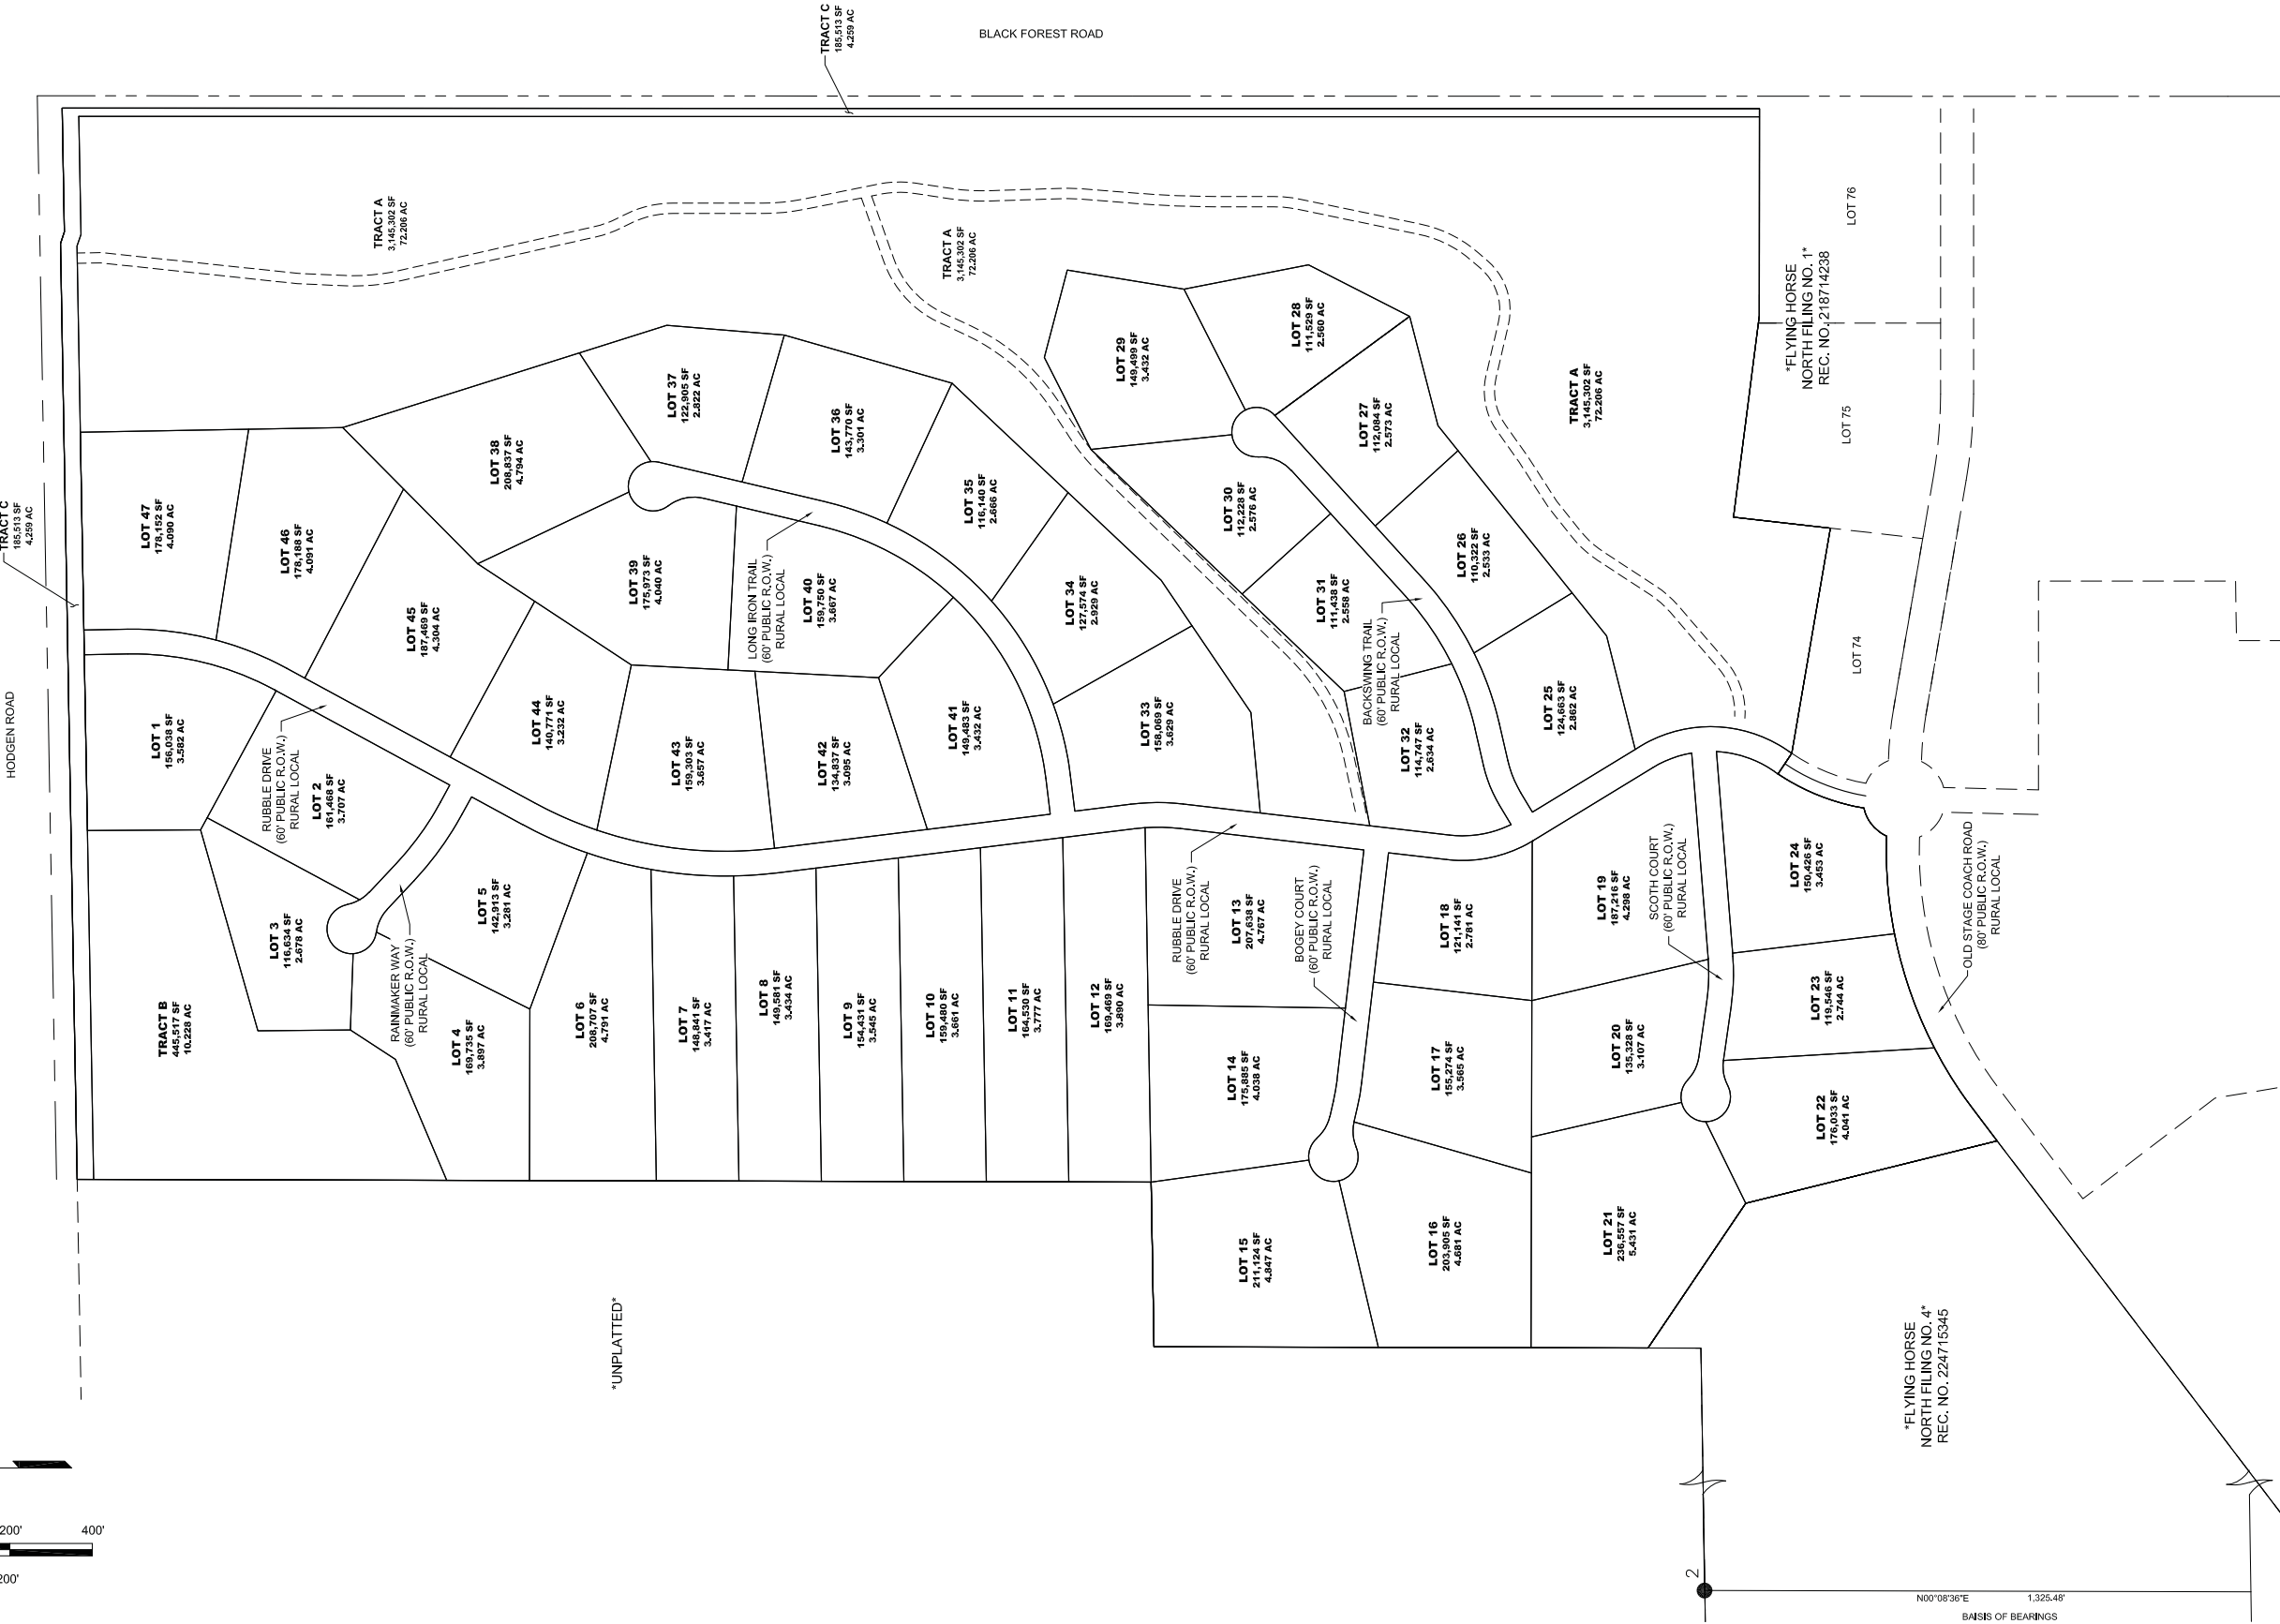 TRACT C
185,513 SF
4.259 AC
BLACK FOREST ROAD
HODGEN ROAD
TRACT C
185,513 SF
4.259 AC
TRACT A
3,145,302 SF
72.206 AC
TRACT A
3,145,302 SF
72.206 AC
TRACT A
3,145,302 SF
72.206 AC
LOT 76
*FLYING HORSE
NORTH FILING NO. 1*
REC. NO. 218714238
LOT 75
LOT 74
LOT 47
178,152 SF
4.090 AC
LOT 46
178,188 SF
4.091 AC
LOT 45
187,469 SF
4.304 AC
LOT 44
140,771 SF
3.232 AC
LOT 43
159,303 SF
3.657 AC
LOT 42
134,837 SF
3.095 AC
LOT 41
149,483 SF
3.432 AC
LOT 40
159,750 SF
3.667 AC
LOT 39
175,973 SF
4.040 AC
LOT 38
208,837 SF
4.794 AC
LOT 37
122,905 SF
2.822 AC
LOT 36
143,770 SF
3.301 AC
LOT 35
116,140 SF
2.666 AC
LOT 34
127,574 SF
2.929 AC
LOT 33
158,069 SF
3.629 AC
LONG IRON TRAIL
(60' PUBLIC R.O.W.)
RURAL LOCAL
LOT 29
149,499 SF
3.432 AC
LOT 28
111,529 SF
2.560 AC
LOT 27
112,084 SF
2.573 AC
LOT 30
112,228 SF
2.576 AC
LOT 26
110,322 SF
2.533 AC
LOT 31
111,438 SF
2.558 AC
BACKSWING TRAIL
(60' PUBLIC R.O.W.)
RURAL LOCAL
LOT 32
114,747 SF
2.634 AC
LOT 25
124,663 SF
2.862 AC
LOT 1
156,038 SF
3.582 AC
RUBBLE DRIVE
(60' PUBLIC R.O.W.)
RURAL LOCAL
LOT 2
161,468 SF
3.707 AC
LOT 3
116,634 SF
2.678 AC
TRACT B
445,517 SF
10.228 AC
RAINMAKER WAY
(60' PUBLIC R.O.W.)
RURAL LOCAL
LOT 4
169,735 SF
3.897 AC
LOT 5
142,913 SF
3.281 AC
LOT 6
208,707 SF
4.791 AC
LOT 7
148,841 SF
3.417 AC
LOT 8
149,581 SF
3.434 AC
LOT 9
154,431 SF
3.545 AC
LOT 10
159,480 SF
3.661 AC
LOT 11
164,530 SF
3.777 AC
LOT 12
169,469 SF
3.890 AC
RUBBLE DRIVE
(60' PUBLIC R.O.W.)
RURAL LOCAL
LOT 13
207,638 SF
4.767 AC
BOGEY COURT
(60' PUBLIC R.O.W.)
RURAL LOCAL
LOT 14
175,885 SF
4.038 AC
LOT 15
211,124 SF
4.847 AC
LOT 16
203,905 SF
4.681 AC
LOT 17
155,274 SF
3.565 AC
LOT 18
121,141 SF
2.781 AC
LOT 19
187,216 SF
4.298 AC
SCOTH COURT
(60' PUBLIC R.O.W.)
RURAL LOCAL
LOT 20
135,328 SF
3.107 AC
LOT 21
236,557 SF
5.431 AC
LOT 22
176,033 SF
4.041 AC
LOT 23
119,546 SF
2.744 AC
LOT 24
150,426 SF
3.453 AC
OLD STAGE COACH ROAD
(80' PUBLIC R.O.W.)
RURAL LOCAL
*UNPLATTED*
*FLYING HORSE
NORTH FILING NO. 4*
REC. NO. 224715345
200' 400'
200'
2
N00°08'36"E 1,325.48'
BAISIS OF BEARINGS